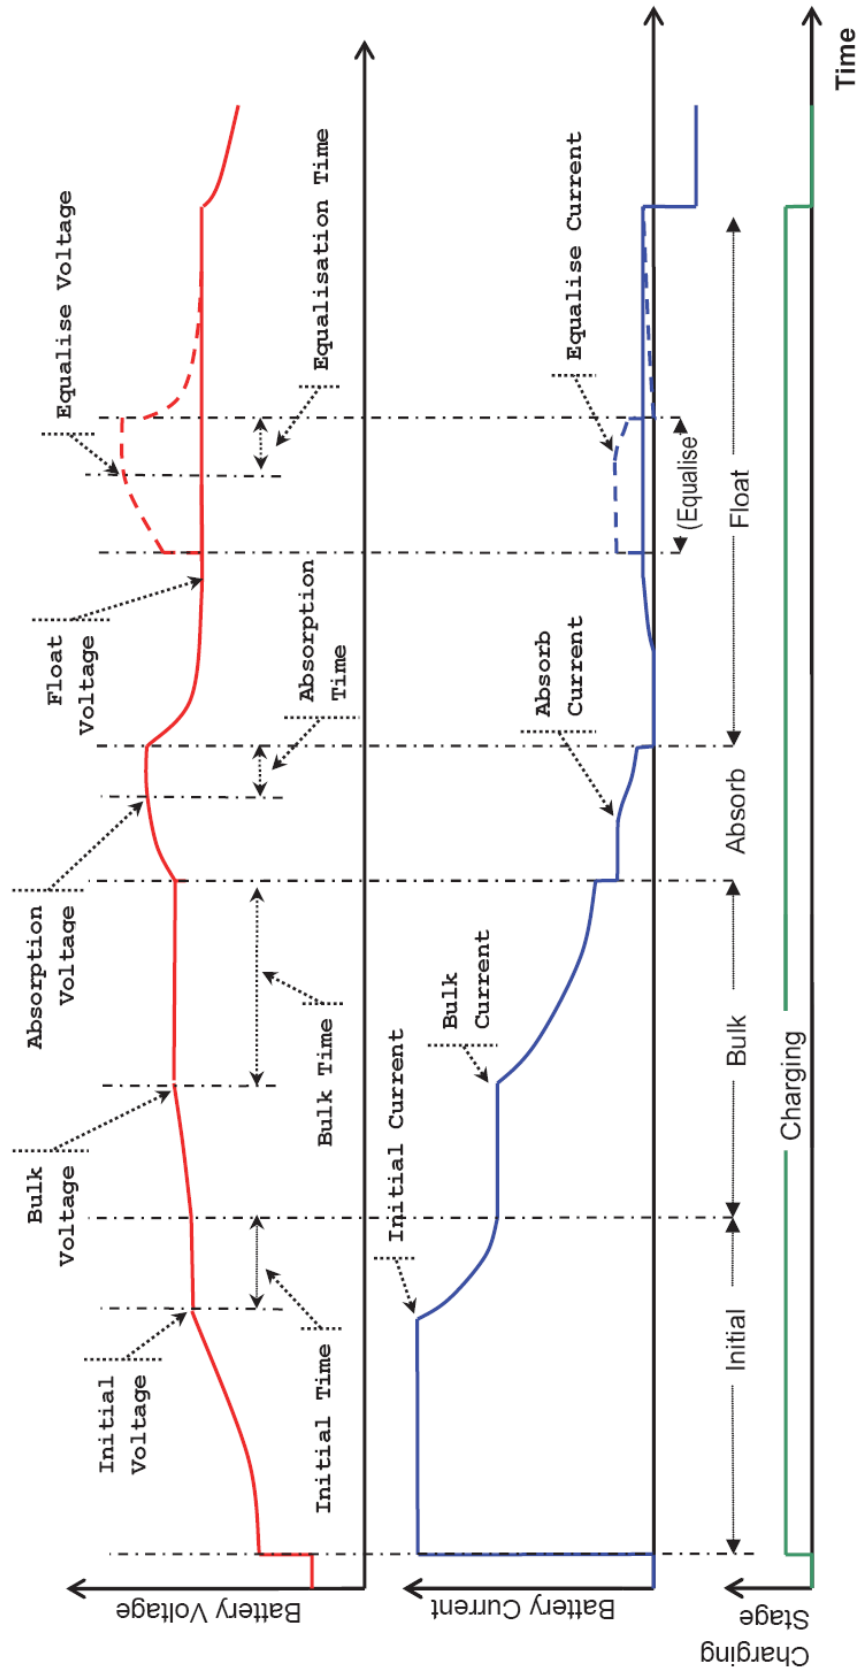 Battery Voltage
Initial
Voltage
Initial Time
Bulk
Voltage
Bulk Time
Absorption
Voltage
Absorption
Time
Float
Voltage
Equalise Voltage
Equalisation Time
Battery Current
Initial Current
Bulk
Current
Absorb
Current
Equalise Current
(Equalise
Initial
Bulk
Absorb
Float
Charging
Stage
Charging
Time